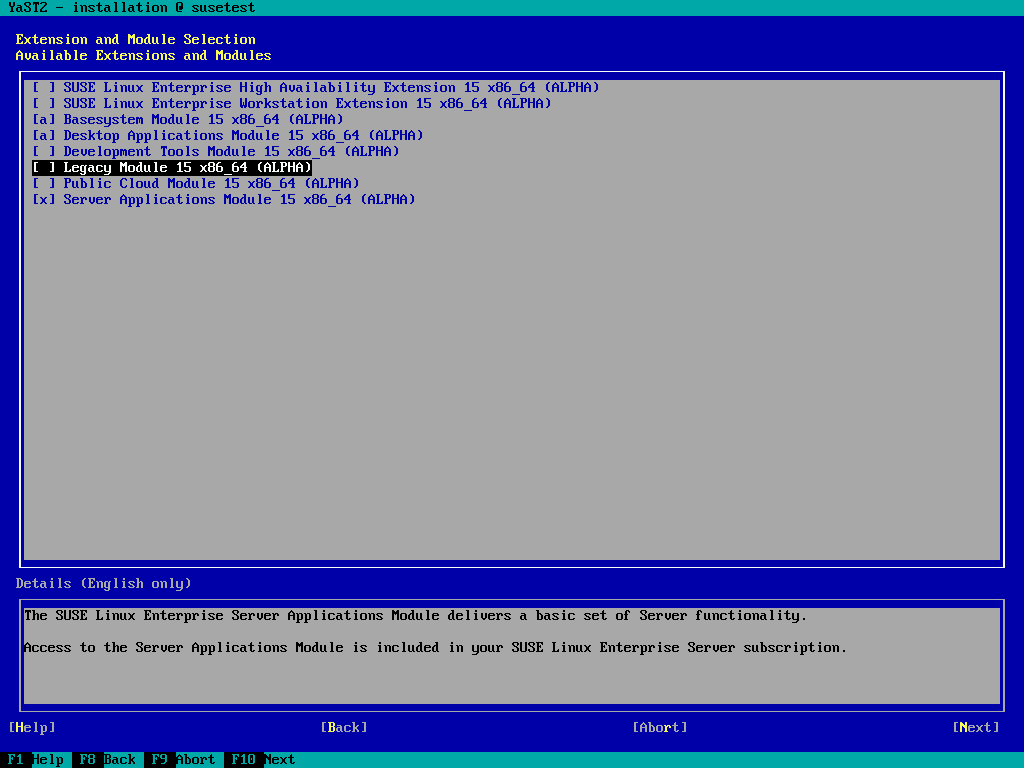 YaST2 - installation @ susetest
Extension and Module Selection
Available Extensions and Modules
[ ] SUSE Linux Enterprise High Availability Extension 15 x86_64 (ALPHA)
[ ] SUSE Linux Enterprise Workstation Extension 15 x86_64 (ALPHA)
[a] Basesystem Module 15 x86_64 (ALPHA)
[a] Desktop Applications Module 15 x86_64 (ALPHA)
[ ] Development Tools Module 15 x86_64 (ALPHA)
[ ] Legacy Module 15 x86_64 (ALPHA)
[ ] Public Cloud Module 15 x86_64 (ALPHA)
[x] Server Applications Module 15 x86_64 (ALPHA)
Details (English only)
The SUSE Linux Enterprise Server Applications Module delivers a basic set of Server functionality.
Access to the Server Applications Module is included in your SUSE Linux Enterprise Server subscription.
[Help] [Back] [Abort] [Next]
F1 Help F8 Back F9 Abort F10 Next